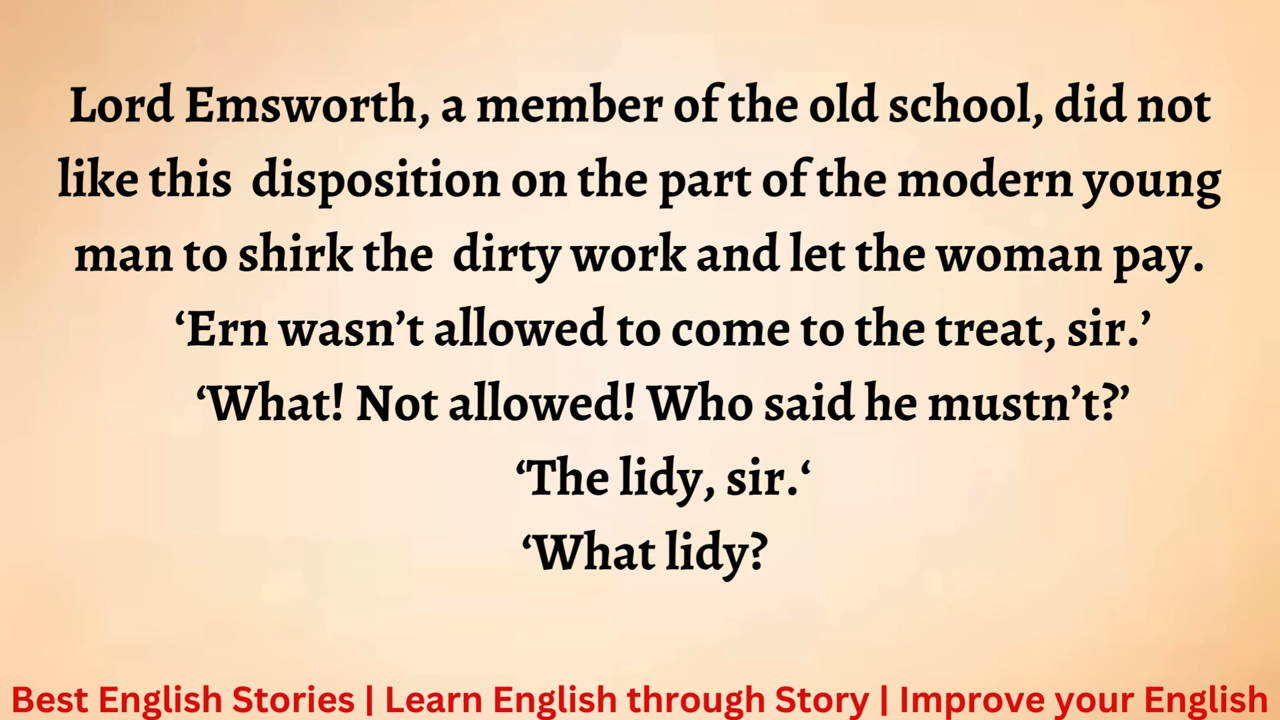 Lord Emsworth, a member of the old school, did not
like this  disposition on the part of the modern young
man to shirk the  dirty work and let the woman pay.
‘Ern wasn’t allowed to come to the treat, sir.’
‘What! Not allowed! Who said he mustn’t?’
‘The lidy, sir.‘
‘What lidy?
Best English Stories | Learn English through Story | Improve your English